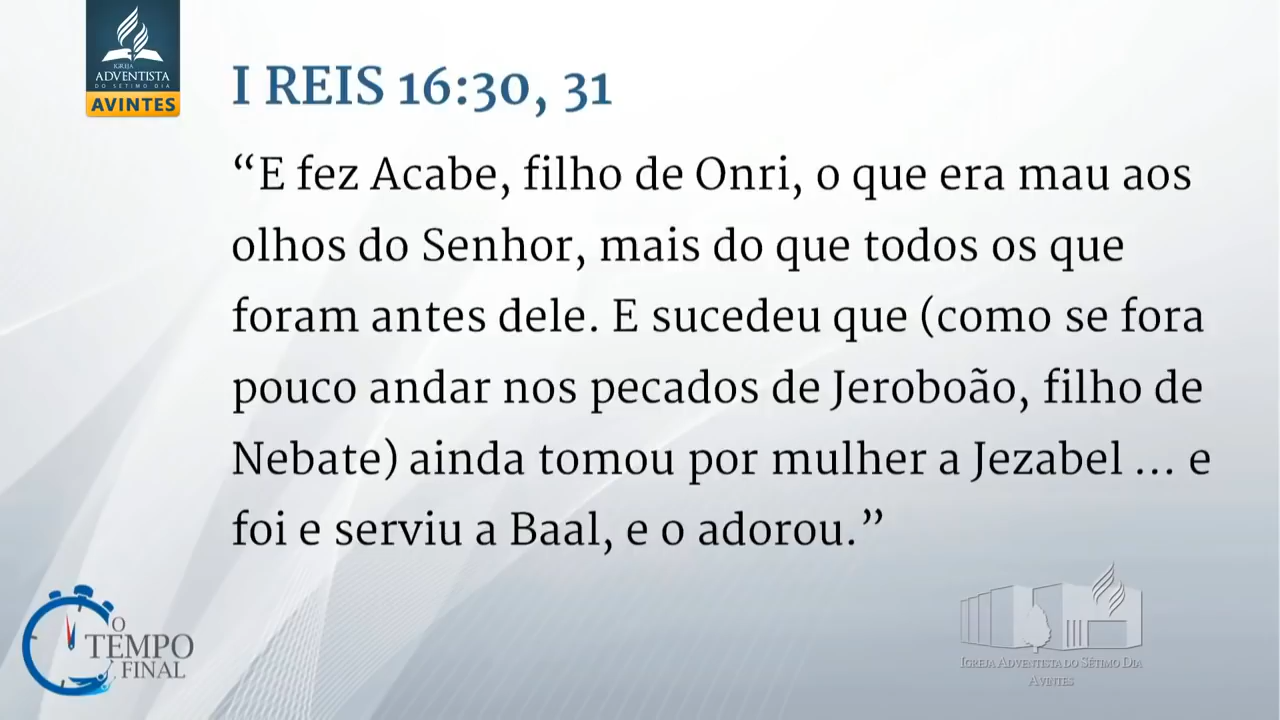 IGREJA
ADVENTISTA
DO SÉTIMO DIA
AVINTES
I REIS 16:30, 31
“E fez Acabe, filho de Onri, o que era mau aos
olhos do Senhor, mais do que todos os que
foram antes dele. E sucedeu que (como se fora
pouco andar nos pecados de Jeroboão, filho de
Nebate) ainda tomou por mulher a Jezabel ... e
foi e serviu a Baal, e o adorou.”
O
TEMPO
FINAL
IGREJA ADVENTISTA DO SÉTIMO DIA
AVINTES